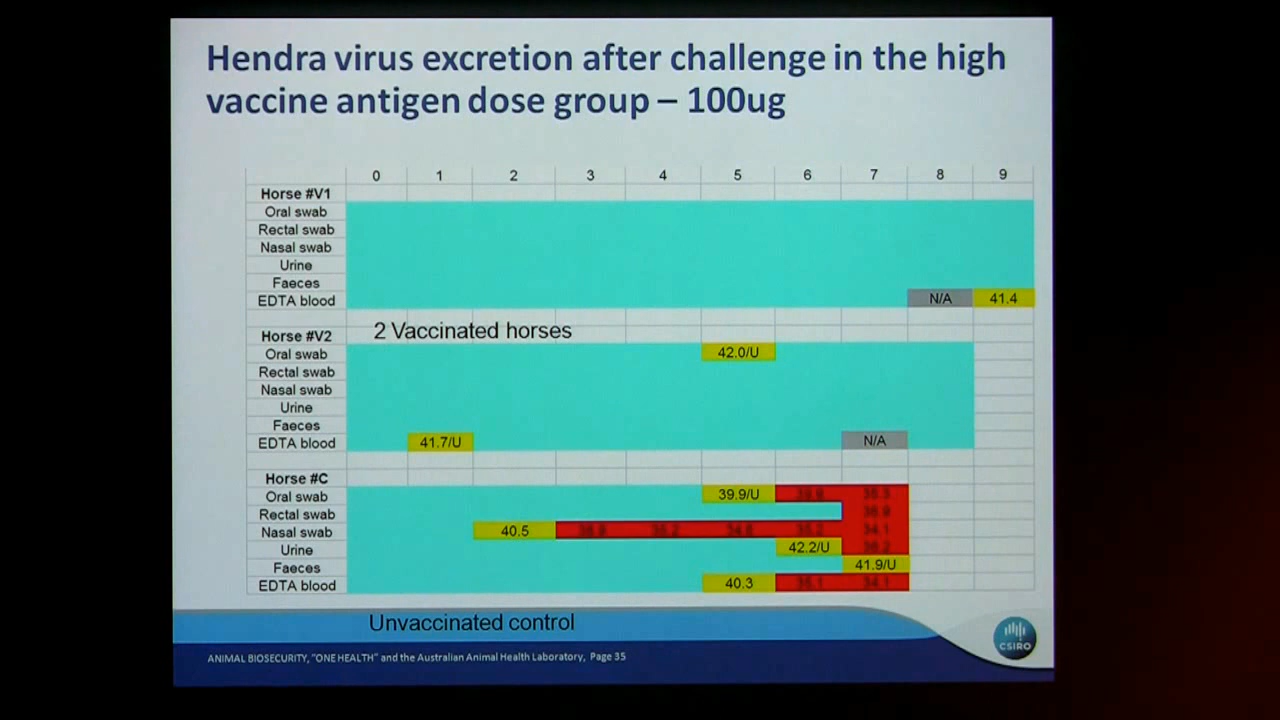 Hendra virus excretion after challenge in the high
vaccine antigen dose group – 100ug
0 1 2 3 4 5 6 7 8 9
Horse #V1
Oral swab
Rectal swab
Nasal swab
Urine
Faeces
EDTA blood N/A 41.4
2 Vaccinated horses
Horse #V2
Oral swab 42.0/U
Rectal swab
Nasal swab
Urine
Faeces
EDTA blood 41.7/U N/A
Horse #C
Oral swab 39.9/U
Rectal swab
Nasal swab 40.5 34.1
Urine 42.2/U
Faeces 41.9/U
EDTA blood 40.3 34.1
Unvaccinated control
ANIMAL BIOSECURITY, "ONE HEALTH" and the Australian Animal Health Laboratory, Page 35
CSIRO